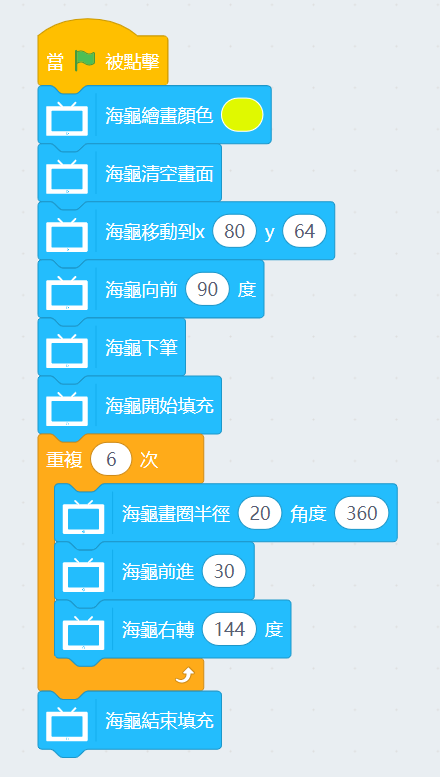 當 被點擊
海龜繪畫顏色
海龜清空畫面
海龜移動到x 80 y 64
海龜向前 90 度
海龜下筆
海龜開始填充
重複 6 次
海龜畫圈半徑 20 角度 360
海龜前進 30
海龜右轉 144 度
海龜結束填充